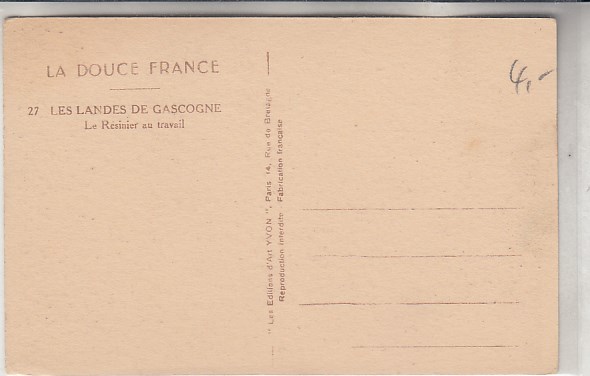 LA DOUCE FRANCE
27 LES LANDES DE GASCOGNE
Le Résinier au travail
" Les Editions d'Art YVON ", Paris 14, Rue de Bretagne
Reproduction interdite - Fabrication française
4,-